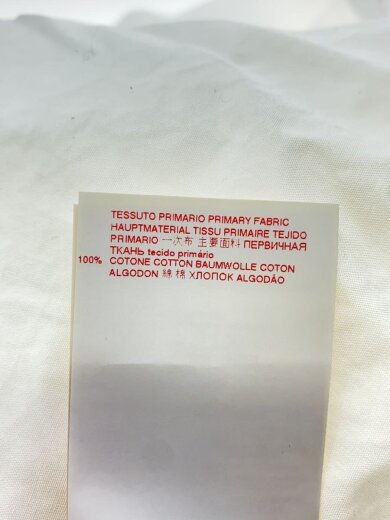 TESSUTO PRIMARIO PRIMARY FABRIC
HAUPTMATERIAL TISSU PRIMAIRE TEJIDO
PRIMARIO 一次布 主要面料 ПЕРВИЧНАЯ
ТКАНЬ tecido primário
100% COTONE COTTON BAUMWOLLE COTON
ALGODON 綿 棉 ХЛОПОК ALGODÃO